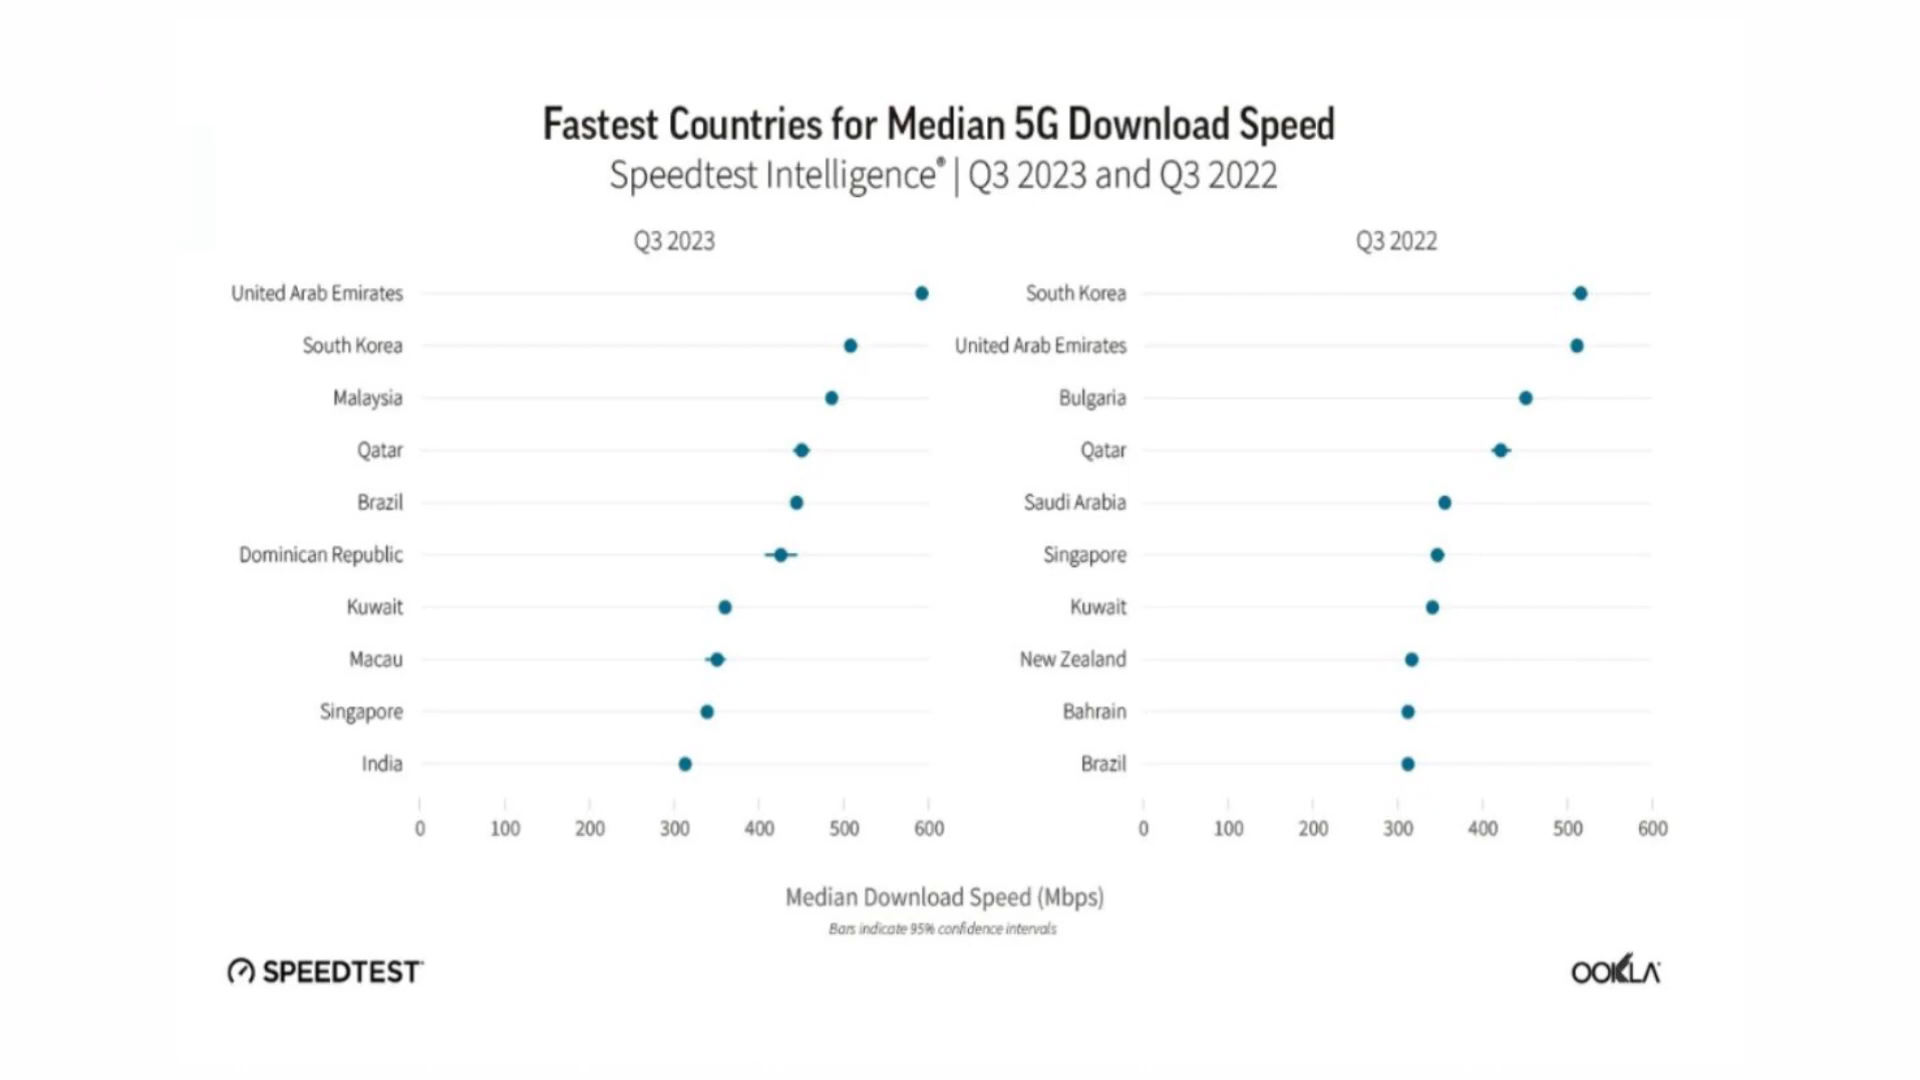 Fastest Countries for Median 5G Download Speed
Speedtest Intelligence® | Q3 2023 and Q3 2022
Q3 2023
United Arab Emirates
South Korea
Malaysia
Qatar
Brazil
Dominican Republic
Kuwait
Macau
Singapore
India
0 100 200 300 400 500 600
Q3 2022
South Korea
United Arab Emirates
Bulgaria
Qatar
Saudi Arabia
Singapore
Kuwait
New Zealand
Bahrain
Brazil
0 100 200 300 400 500 600
Median Download Speed (Mbps)
Bars indicate 95% confidence intervals
SPEEDTEST
OOKLA